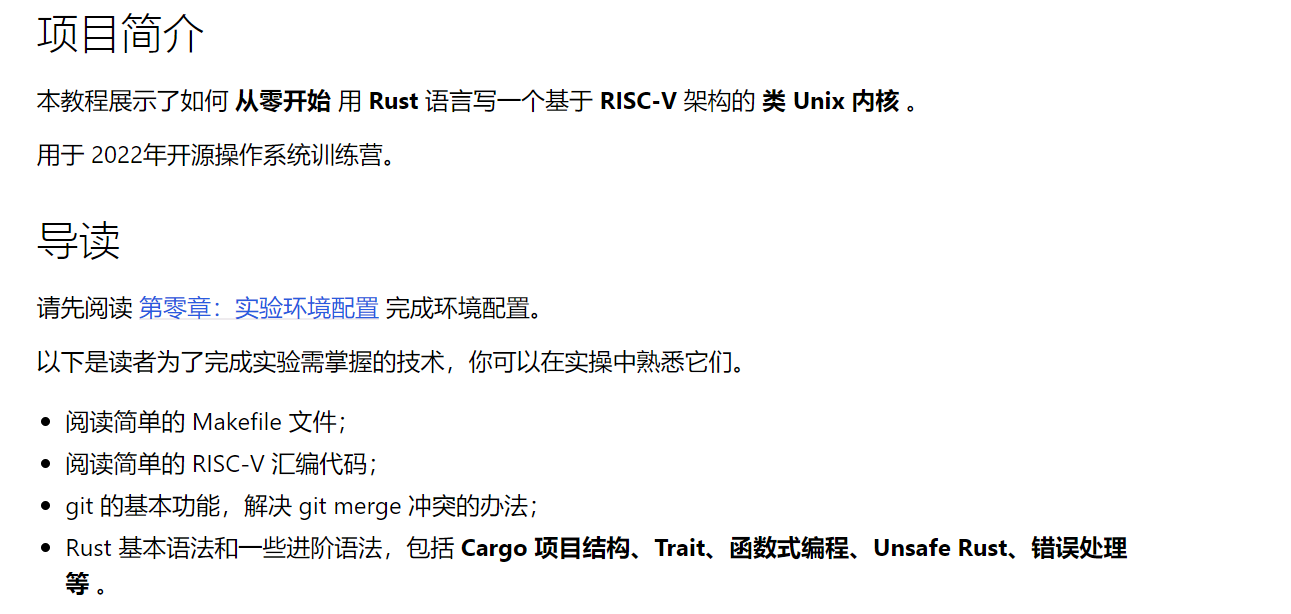 项目简介
本教程展示了如何 从零开始 用 Rust 语言写一个基于 RISC-V 架构的 类 Unix 内核 。
用于 2022年开源操作系统训练营。
导读
请先阅读 第零章：实验环境配置 完成环境配置。
以下是读者为了完成实验需掌握的技术，你可以在实操中熟悉它们。
• 阅读简单的 Makefile 文件；
• 阅读简单的 RISC-V 汇编代码；
• git 的基本功能，解决 git merge 冲突的办法；
• Rust 基本语法和一些进阶语法，包括 Cargo 项目结构、Trait、函数式编程、Unsafe Rust、错误处理
等 。